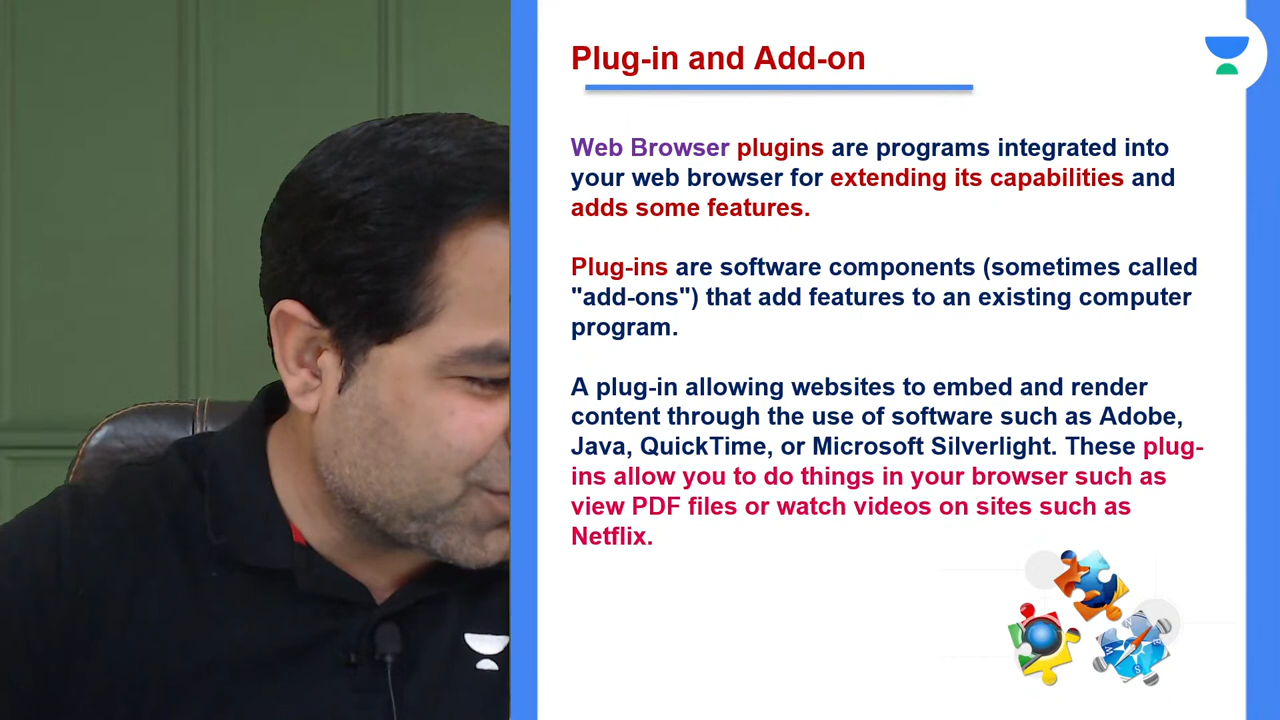 Plug-in and Add-on
Web Browser plugins are programs integrated into
your web browser for extending its capabilities and
adds some features.
Plug-ins are software components (sometimes called
"add-ons") that add features to an existing computer
program.
A plug-in allowing websites to embed and render
content through the use of software such as Adobe,
Java, QuickTime, or Microsoft Silverlight. These plug-
ins allow you to do things in your browser such as
view PDF files or watch videos on sites such as
Netflix.